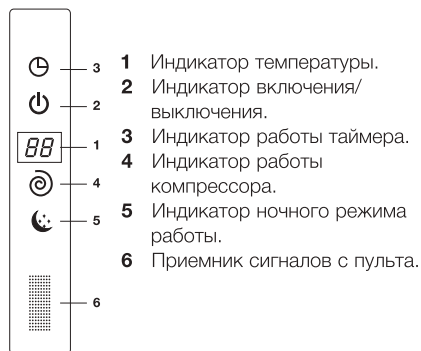 3
2
88 1
4
5
6
1 Индикатор температуры.
2 Индикатор включения/
выключения.
3 Индикатор работы таймера.
4 Индикатор работы
компрессора.
5 Индикатор ночного режима
работы.
6 Приемник сигналов с пульта.